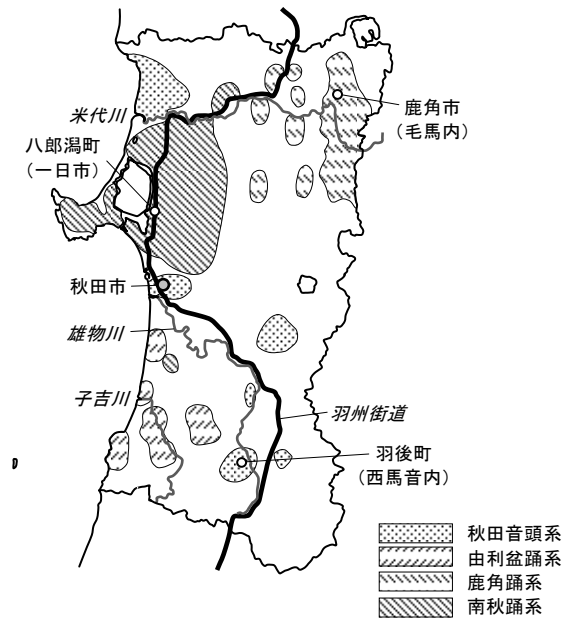 米代川
鹿角市
（毛馬内）
八郎潟町
（一日市）
秋田市
雄物川
子吉川
羽州街道
羽後町
（西馬音内）
秋田音頭系
由利盆踊系
鹿角踊系
南秋踊系